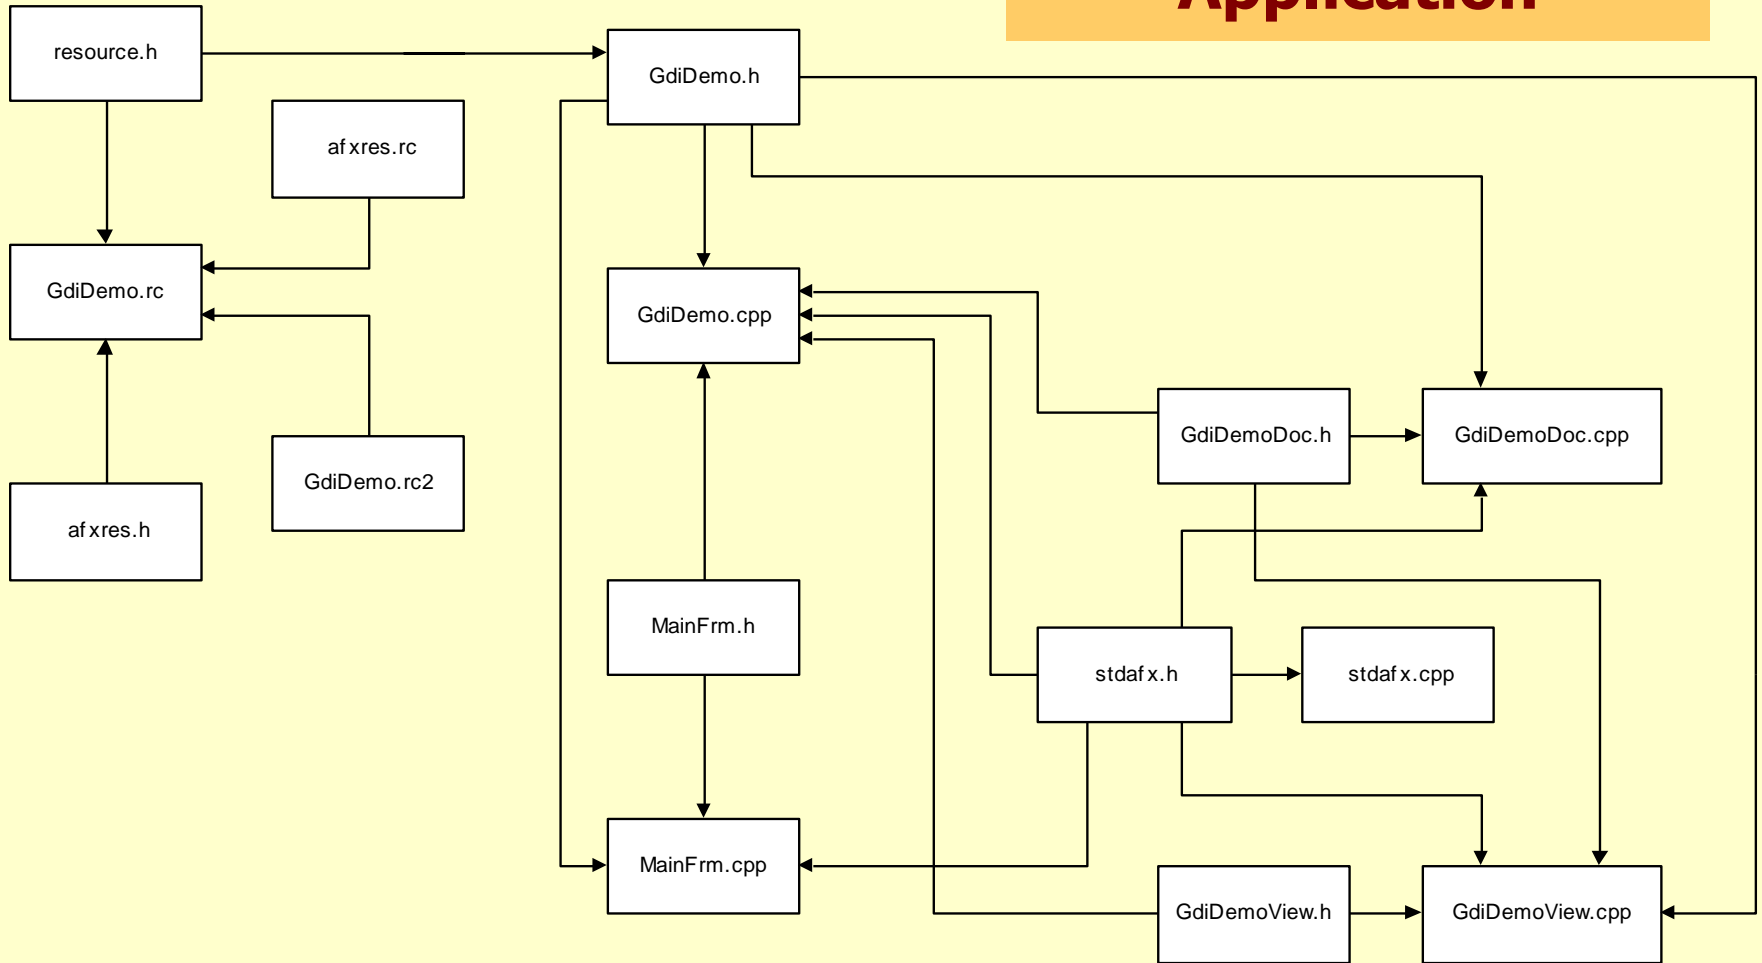 Application
resource.h
GdiDemo.h
afxres.rc
GdiDemo.rc
GdiDemo.cpp
GdiDemoDoc.h
GdiDemoDoc.cpp
GdiDemo.rc2
afxres.h
MainFrm.h
stdafx.h
stdafx.cpp
MainFrm.cpp
GdiDemoView.h
GdiDemoView.cpp